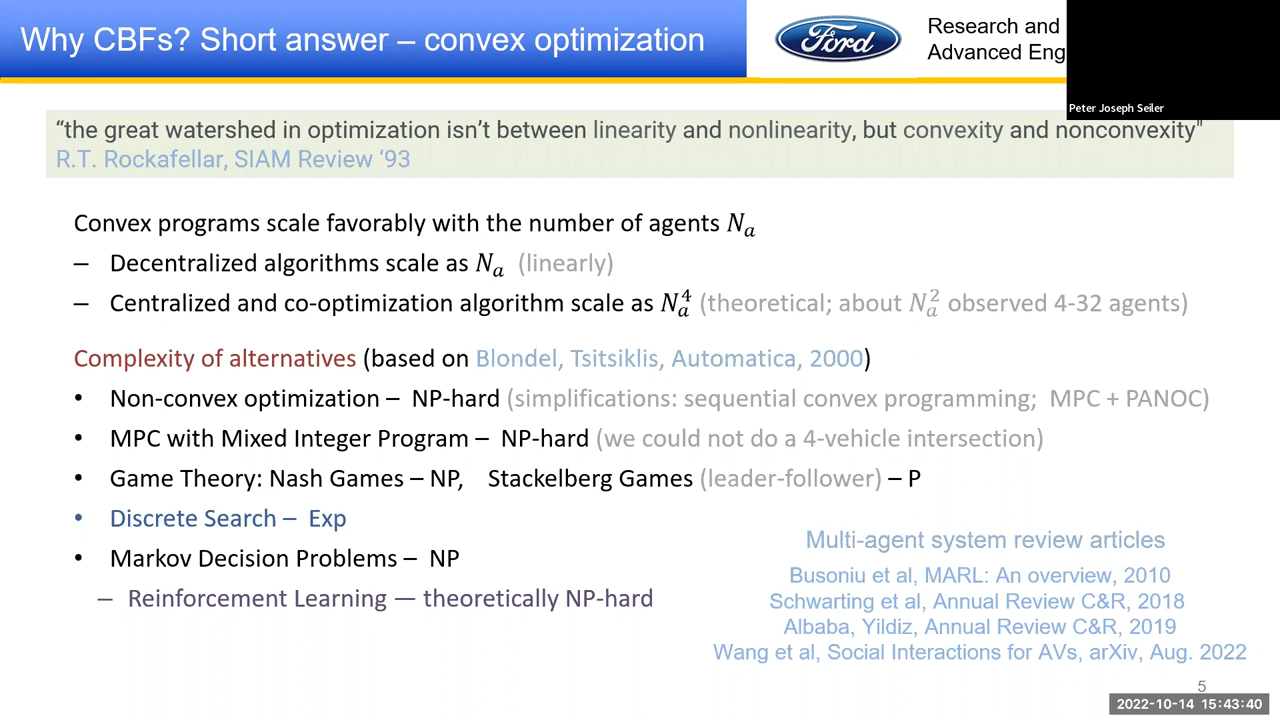 Why CBFs? Short answer – convex optimization
Ford
Research and
Advanced Eng
Peter Joseph Seiler
“the great watershed in optimization isn’t between linearity and nonlinearity, but convexity and nonconvexity"
R.T. Rockafellar, SIAM Review ‘93
Convex programs scale favorably with the number of agents Nₐ
– Decentralized algorithms scale as Nₐ (linearly)
– Centralized and co-optimization algorithm scale as Nₐ⁴ (theoretical; about Nₐ² observed 4-32 agents)
Complexity of alternatives (based on Blondel, Tsitsiklis, Automatica, 2000)
• Non-convex optimization – NP-hard (simplifications: sequential convex programming; MPC + PANOC)
• MPC with Mixed Integer Program – NP-hard (we could not do a 4-vehicle intersection)
• Game Theory: Nash Games – NP, Stackelberg Games (leader-follower) – P
• Discrete Search – Exp
• Markov Decision Problems – NP
– Reinforcement Learning — theoretically NP-hard
Multi-agent system review articles
Busoniu et al, MARL: An overview, 2010
Schwarting et al, Annual Review C&R, 2018
Albaba, Yildiz, Annual Review C&R, 2019
Wang et al, Social Interactions for AVs, arXiv, Aug. 2022
5
2022-10-14 15:43:40